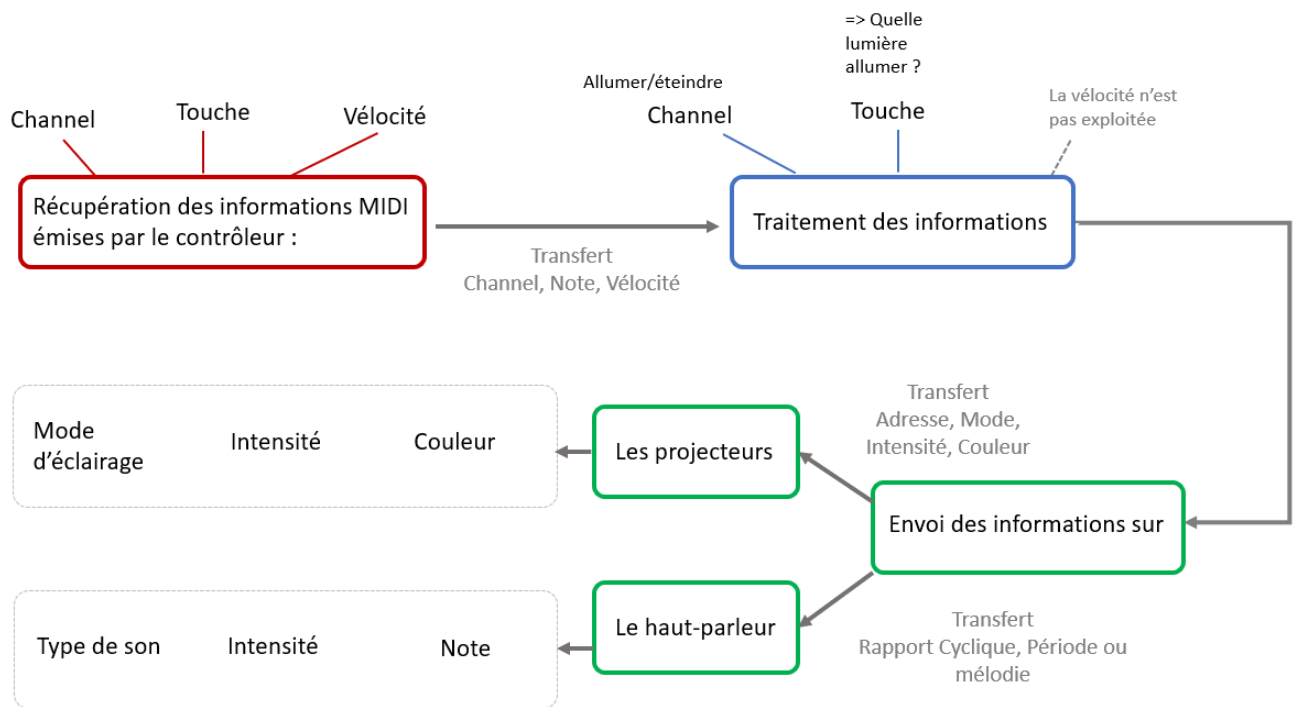 => Quelle
lumière
allumer ?
Allumer/éteindre
Channel
Touche
Vélocité
Channel
Touche
La vélocité n’est
pas exploitée
Récupération des informations MIDI
émises par le contrôleur :
Traitement des informations
Transfert
Channel, Note, Vélocité
Transfert
Adresse, Mode,
Intensité, Couleur
Mode
d’éclairage
Intensité
Couleur
Les projecteurs
Envoi des informations sur
Type de son
Intensité
Note
Le haut-parleur
Transfert
Rapport Cyclique, Période ou
mélodie